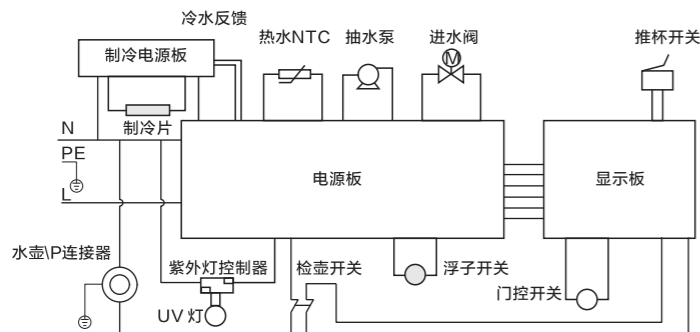 冷水反馈
热水NTC
抽水泵
进水阀
推杯开关
M
制冷电源板
制冷片
N
PE
L
电源板
显示板
水壶\P连接器
紫外灯控制器
检壶开关
浮子开关
门控开关
UV灯